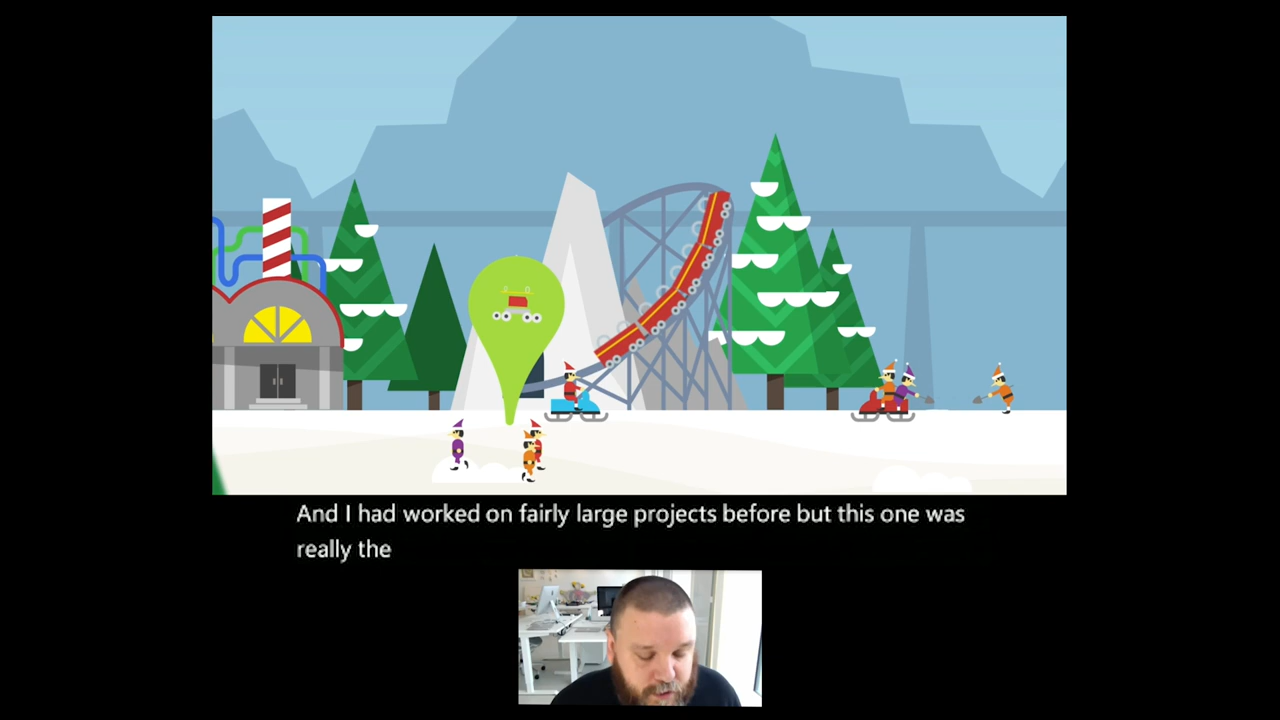 And I had worked on fairly large projects before but this one was
really the